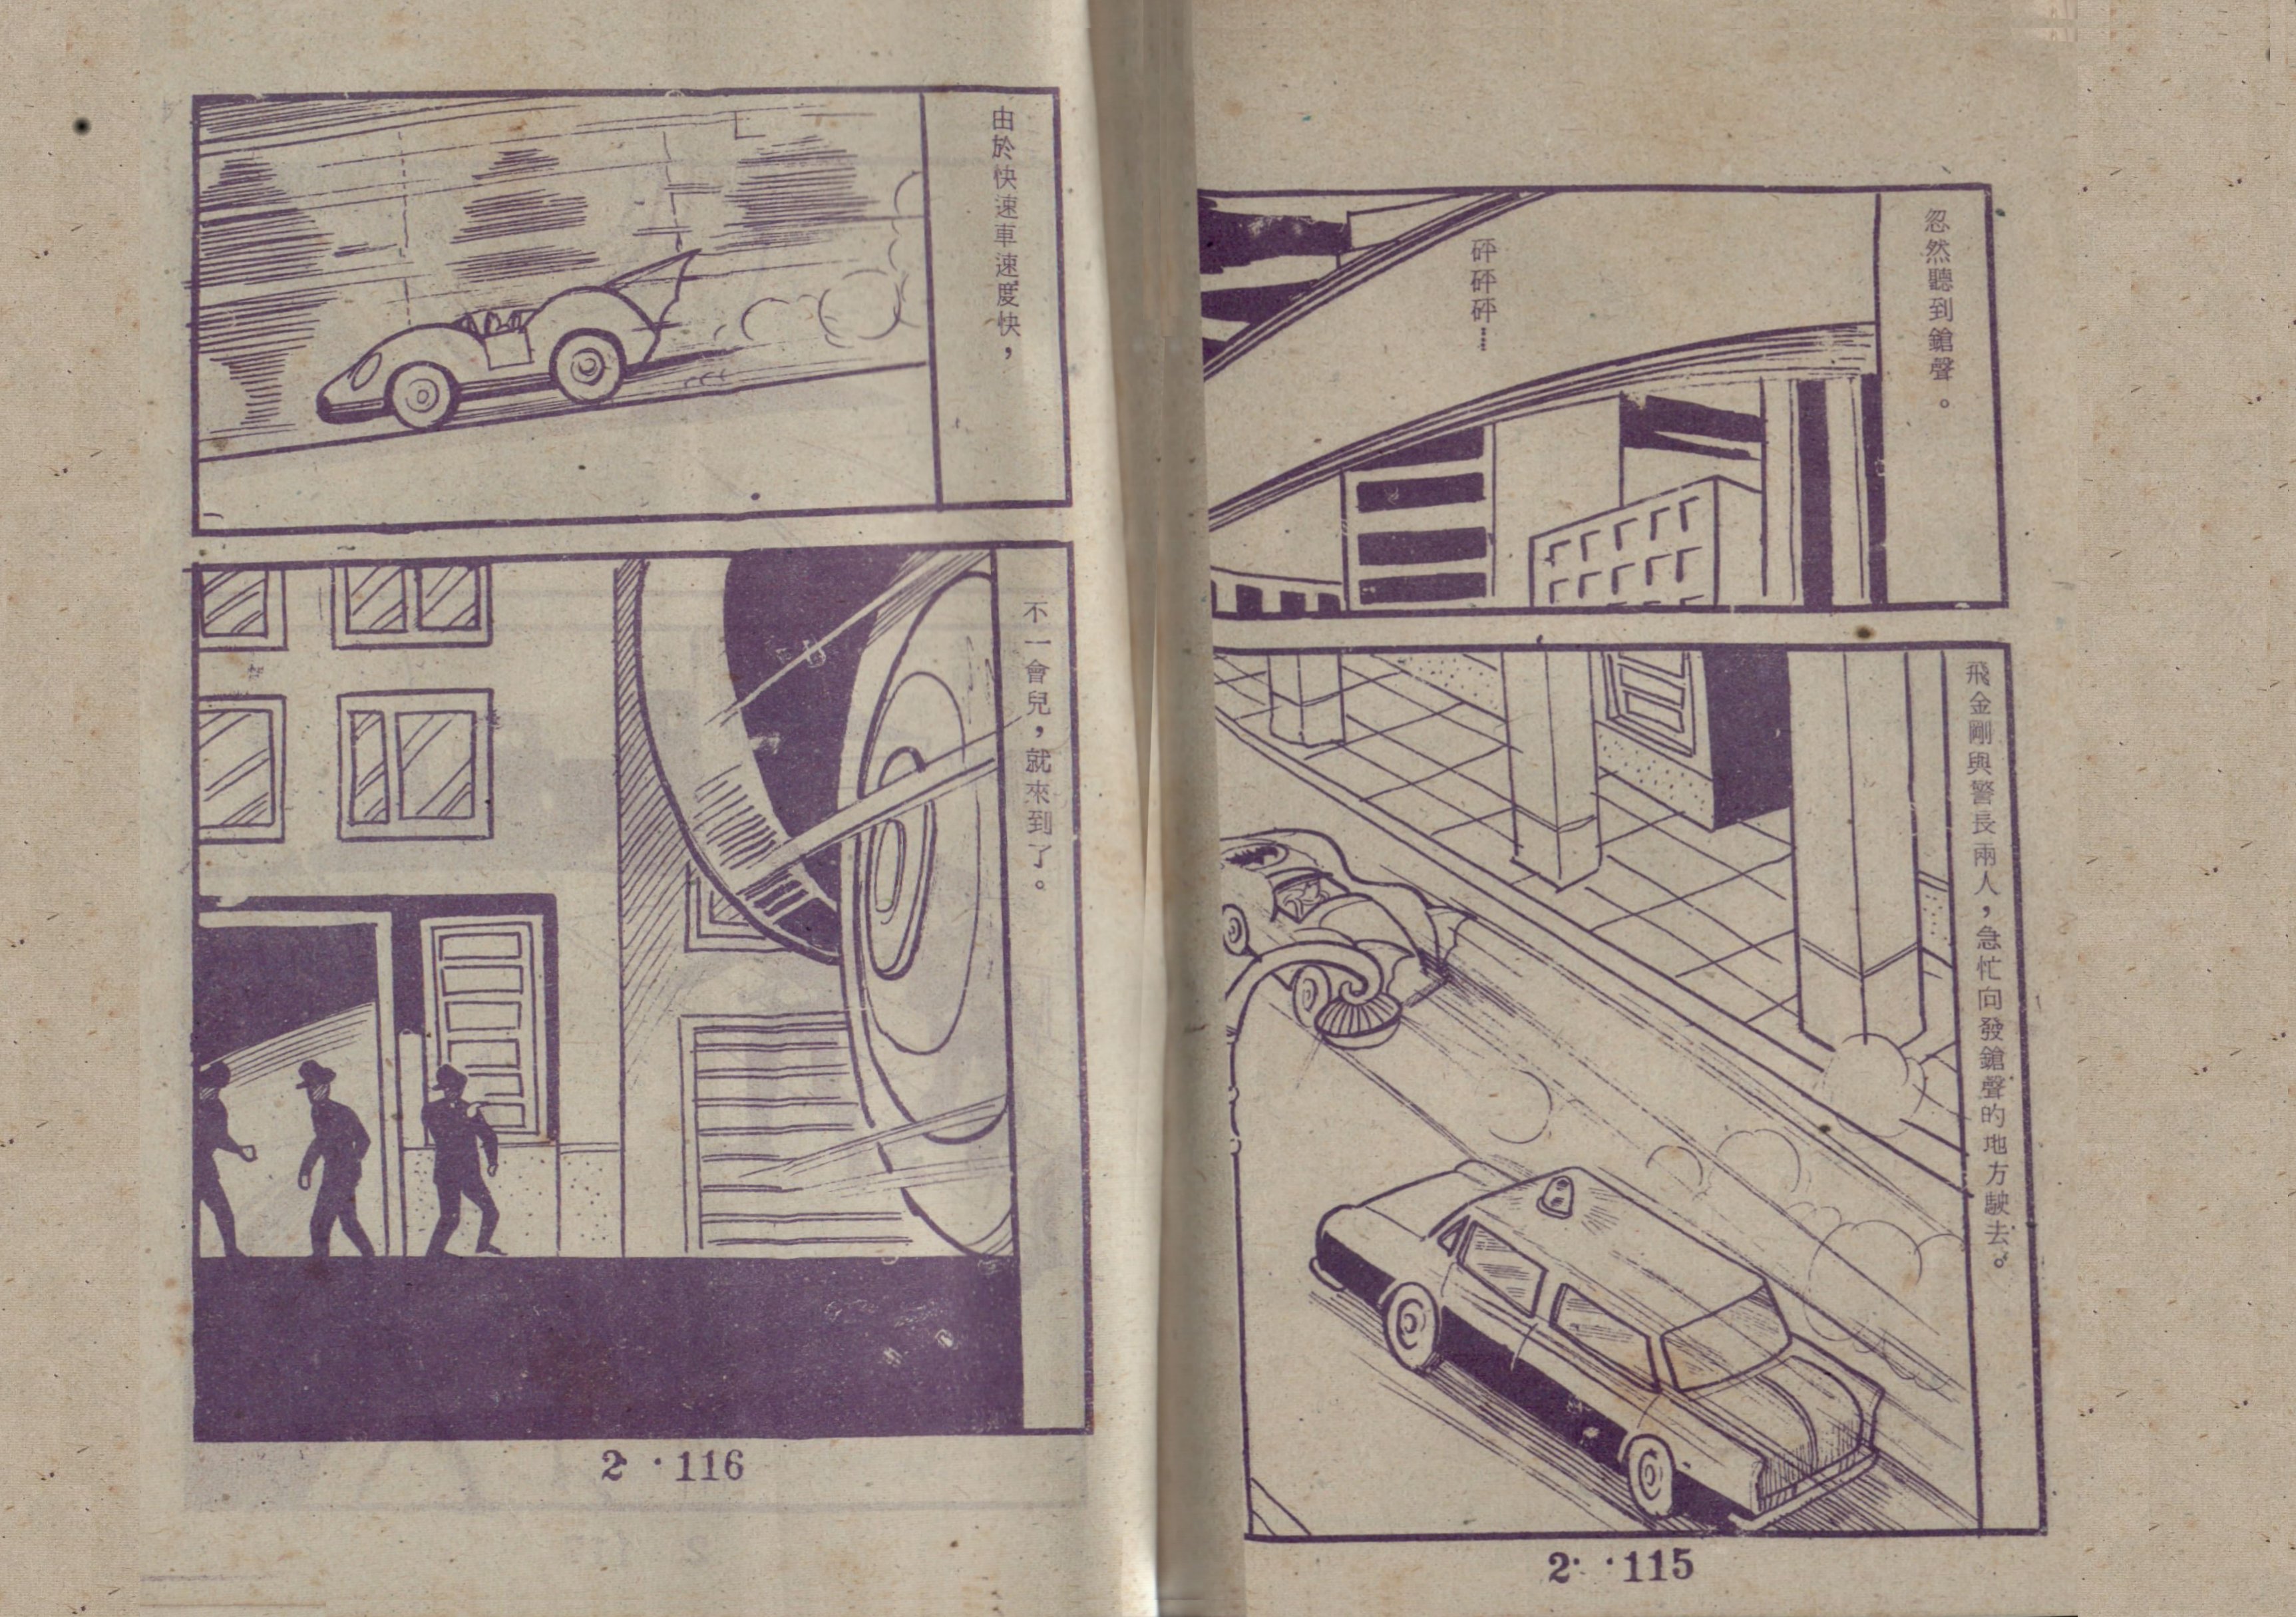 忽然聽到鎗聲。
砰砰砰┅
飛金剛與警長兩人，急忙向發鎗聲的地方駛去。
2··115
由於快速車速度快，
不一會兒，就來到了。
2·116